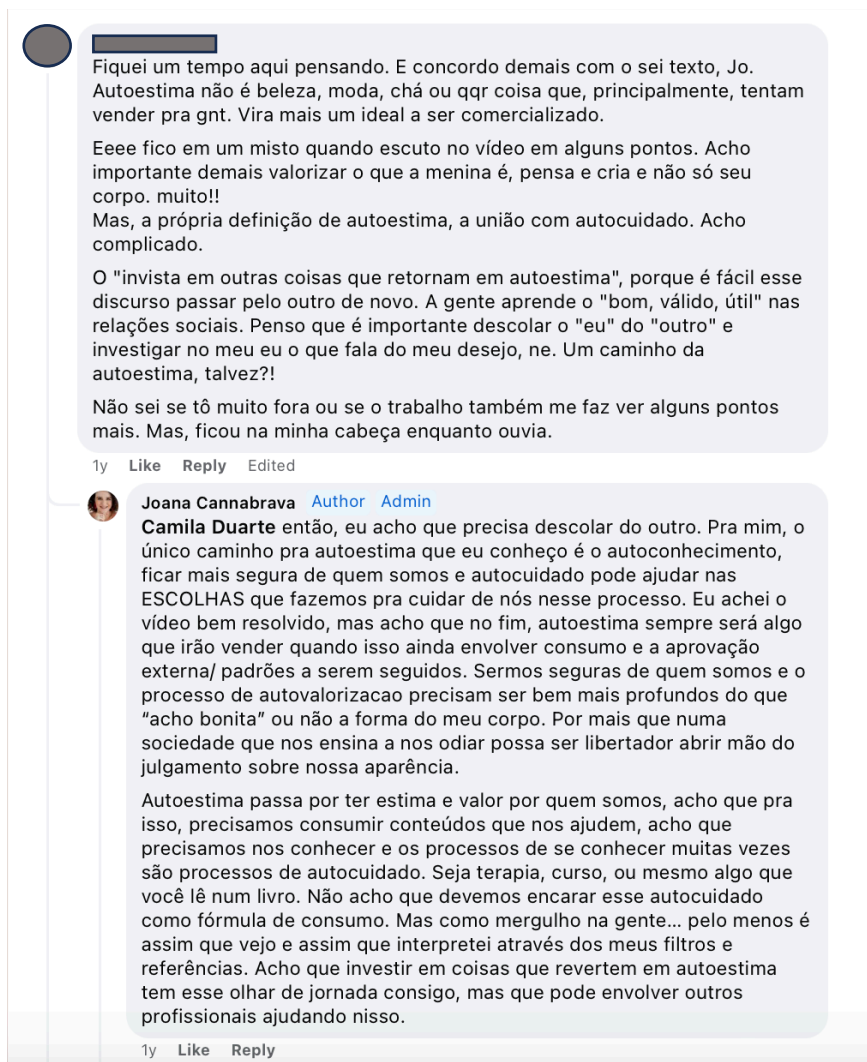 Fiquei um tempo aqui pensando. E concordo demais com o sei texto, Jo.
Autoestima não é beleza, moda, chá ou qqr coisa que, principalmente, tentam
vender pra gnt. Vira mais um ideal a ser comercializado.
Eeee fico em um misto quando escuto no vídeo em alguns pontos. Acho
importante demais valorizar o que a menina é, pensa e cria e não só seu
corpo. muito!!
Mas, a própria definição de autoestima, a união com autocuidado. Acho
complicado.
O "invista em outras coisas que retornam em autoestima", porque é fácil esse
discurso passar pelo outro de novo. A gente aprende o "bom, válido, útil" nas
relações sociais. Penso que é importante descolar o "eu" do "outro" e
investigar no meu eu o que fala do meu desejo, ne. Um caminho da
autoestima, talvez?!
Não sei se tô muito fora ou se o trabalho também me faz ver alguns pontos
mais. Mas, ficou na minha cabeça enquanto ouvia.
1y Like Reply Edited
Joana Cannabrava Author Admin
Camila Duarte então, eu acho que precisa descolar do outro. Pra mim, o
único caminho pra autoestima que eu conheço é o autoconhecimento,
ficar mais segura de quem somos e autocuidado pode ajudar nas
ESCOLHAS que fazemos pra cuidar de nós nesse processo. Eu achei o
vídeo bem resolvido, mas acho que no fim, autoestima sempre será algo
que irão vender quando isso ainda envolver consumo e a aprovação
externa/ padrões a serem seguidos. Sermos seguras de quem somos e o
processo de autovalorizacao precisam ser bem mais profundos do que
“acho bonita” ou não a forma do meu corpo. Por mais que numa
sociedade que nos ensina a nos odiar possa ser libertador abrir mão do
julgamento sobre nossa aparência.
Autoestima passa por ter estima e valor por quem somos, acho que pra
isso, precisamos consumir conteúdos que nos ajudem, acho que
precisamos nos conhecer e os processos de se conhecer muitas vezes
são processos de autocuidado. Seja terapia, curso, ou mesmo algo que
você lê num livro. Não acho que devemos encarar esse autocuidado
como fórmula de consumo. Mas como mergulho na gente... pelo menos é
assim que vejo e assim que interpretei através dos meus filtros e
referências. Acho que investir em coisas que revertem em autoestima
tem esse olhar de jornada consigo, mas que pode envolver outros
profissionais ajudando nisso.
1y Like Reply